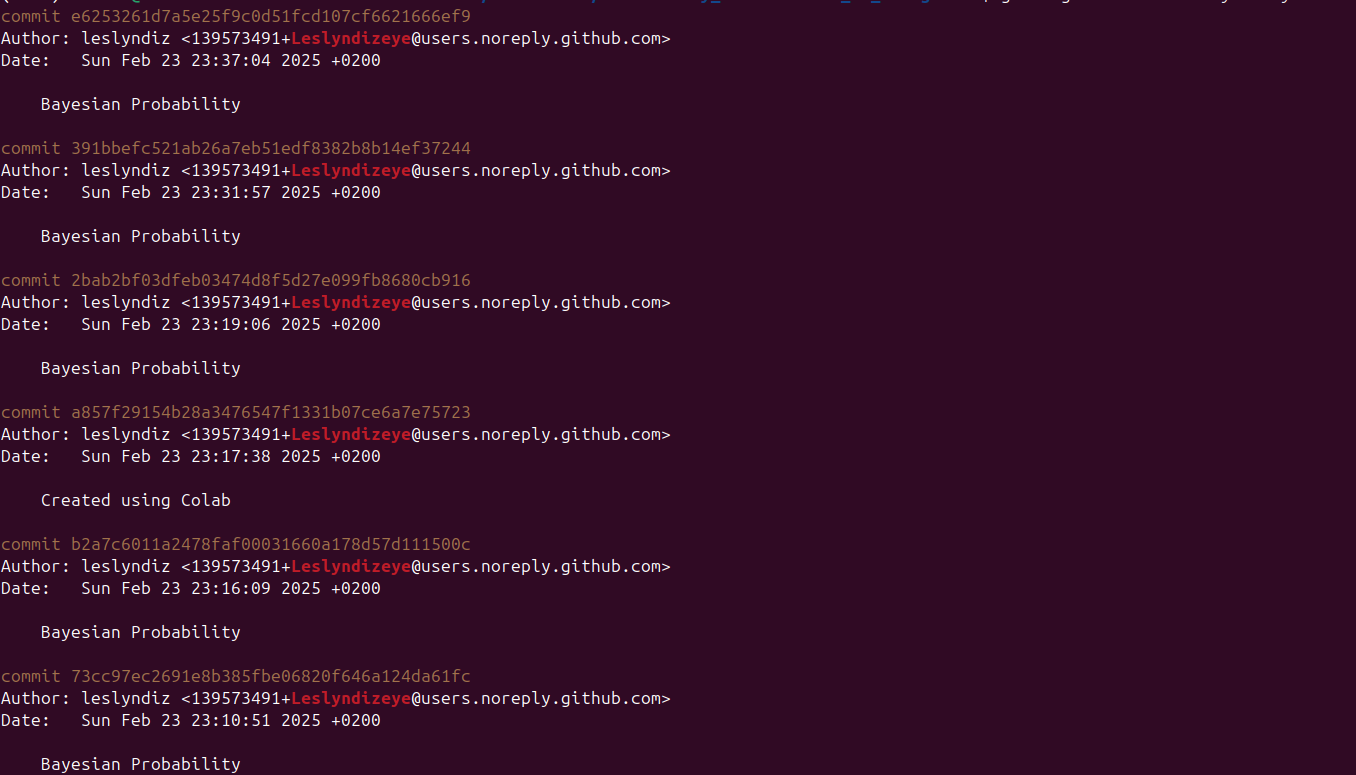 commit e6253261d7a5e25f9c0d51fcd107cf6621666ef9
Author: leslyndiz <139573491+Leslyndizeye@users.noreply.github.com>
Date:   Sun Feb 23 23:37:04 2025 +0200
Bayesian Probability
commit 391bbefc521ab26a7eb51edf8382b8b14ef37244
Author: leslyndiz <139573491+Leslyndizeye@users.noreply.github.com>
Date:   Sun Feb 23 23:31:57 2025 +0200
Bayesian Probability
commit 2bab2bf03dfeb03474d8f5d27e099fb8680cb916
Author: leslyndiz <139573491+Leslyndizeye@users.noreply.github.com>
Date:   Sun Feb 23 23:19:06 2025 +0200
Bayesian Probability
commit a857f29154b28a3476547f1331b07ce6a7e75723
Author: leslyndiz <139573491+Leslyndizeye@users.noreply.github.com>
Date:   Sun Feb 23 23:17:38 2025 +0200
Created using Colab
commit b2a7c6011a2478faf00031660a178d57d111500c
Author: leslyndiz <139573491+Leslyndizeye@users.noreply.github.com>
Date:   Sun Feb 23 23:16:09 2025 +0200
Bayesian Probability
commit 73cc97ec2691e8b385fbe06820f646a124da61fc
Author: leslyndiz <139573491+Leslyndizeye@users.noreply.github.com>
Date:   Sun Feb 23 23:10:51 2025 +0200
Bayesian Probability